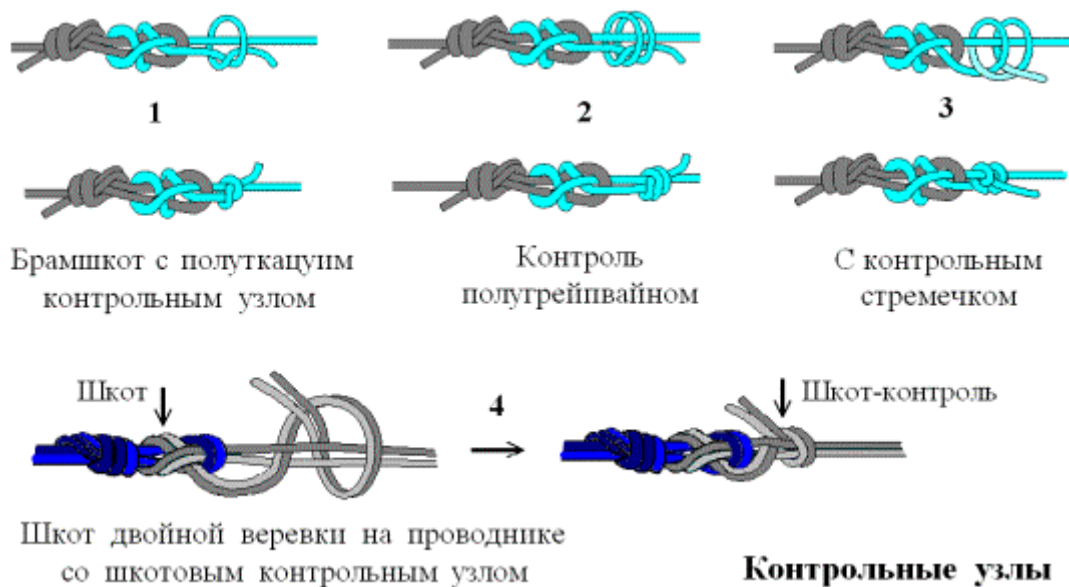 1
2
3
Брамшкот с полуткацуим
контрольным узлом
Контроль
полугрейпвайном
С контрольным
стремечком
Шкот
4
Шкот-контроль
Шкот двойной веревки на проводнике
со шкотовым контрольным узлом
Контрольные узлы